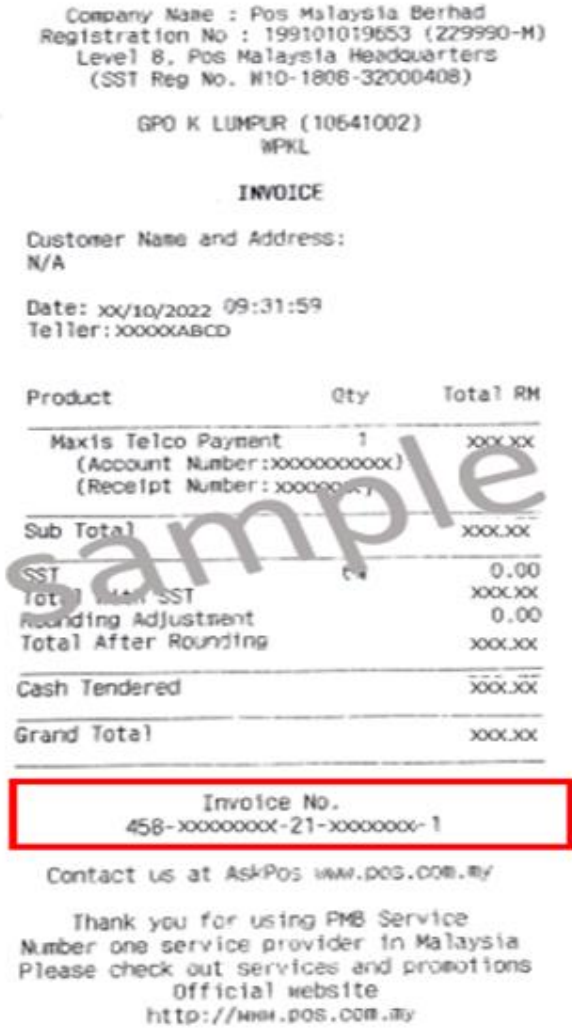 Company Name : Pos Malaysia Berhad
Registration No : 199101019653 (229990-M)
Level 8, Pos Malaysia Headquarters
(SST Reg No. W10-1808-32000408)
GPO K LUMPUR (10641002)
WPKL
INVOICE
Customer Name and Address:
N/A
Date: XX/10/2022 09:31:59
Teller:XXXXXABCD
Product Qty Total RM
Maxis Telco Payment 1 XXX.XX
(Account Number:XXXXXXXXXX)
(Receipt Number:
sample
Sub Total XXX.XX
SST 0.00
Total With SST XXX.XX
Rounding Adjustment 0.00
Total After Rounding XXX.XX
Cash Tendered XXX.XX
Grand Total XXX.XX
Invoice No.
458-XXXXXXXX-21-XXXXXXX-1
Contact us at AskPos www.pos.com.my
Thank you for using PMB Service
Number one service provider in Malaysia
Please check out services and promotions
Official website
http://www.pos.com.my